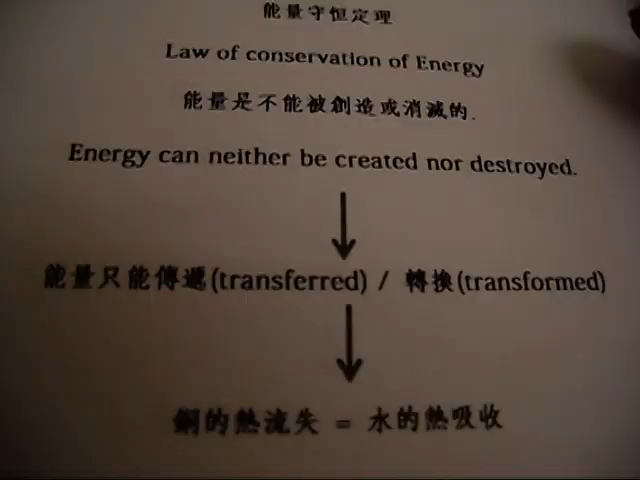 能量守恒定理
Law of conservation of Energy
能量是不能被創造或消滅的.
Energy can neither be created nor destroyed.
能量只能傳遞(transferred) / 轉換(transformed)
銅的熱流失 = 水的熱吸收